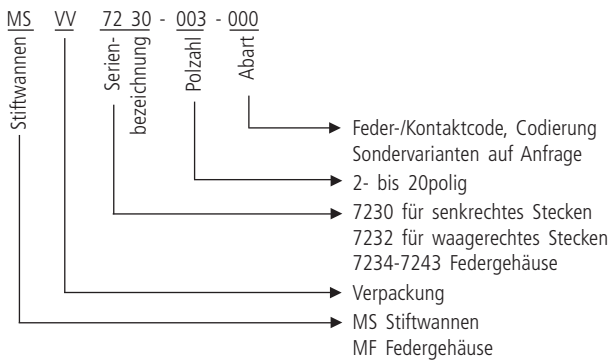 MS VV 72 30 - 003 - 000
Stiftwannen
Serien-
bezeichnung
Polzahl
Abart
Feder-/Kontaktcode, Codierung
Sondervarianten auf Anfrage
2- bis 20polig
7230 für senkrechtes Stecken
7232 für waagerechtes Stecken
7234-7243 Federgehäuse
Verpackung
MS Stiftwannen
MF Federgehäuse